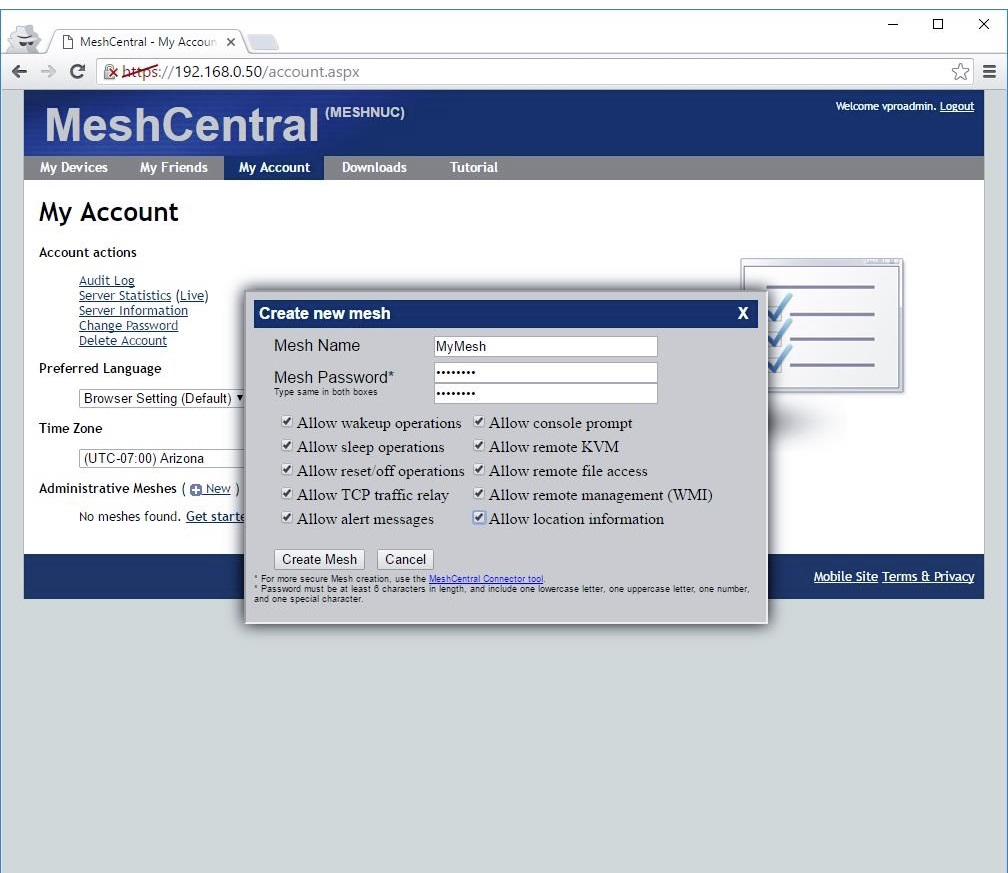 MeshCentral - My Accoun
https://192.168.0.50/account.aspx
MeshCentral (MESHNUC)
Welcome vproadmin. Logout
My Devices My Friends My Account Downloads Tutorial
My Account
Account actions
Audit Log
Server Statistics (Live)
Server Information
Change Password
Delete Account
Preferred Language
Browser Setting (Default)
Time Zone
(UTC-07:00) Arizona
Administrative Meshes ( New )
No meshes found. Get starte
Create new mesh X
Mesh Name MyMesh
Mesh Password* ••••••••
Type same in both boxes ••••••••
Allow wakeup operations Allow console prompt
Allow sleep operations Allow remote KVM
Allow reset/off operations Allow remote file access
Allow TCP traffic relay Allow remote management (WMI)
Allow alert messages Allow location information
Create Mesh Cancel
* For more secure Mesh creation, use the MeshCentral Connector tool.
* Password must be at least 6 characters in length, and include one lowercase letter, one uppercase letter, one number,
and one special character.
Mobile Site Terms & Privacy